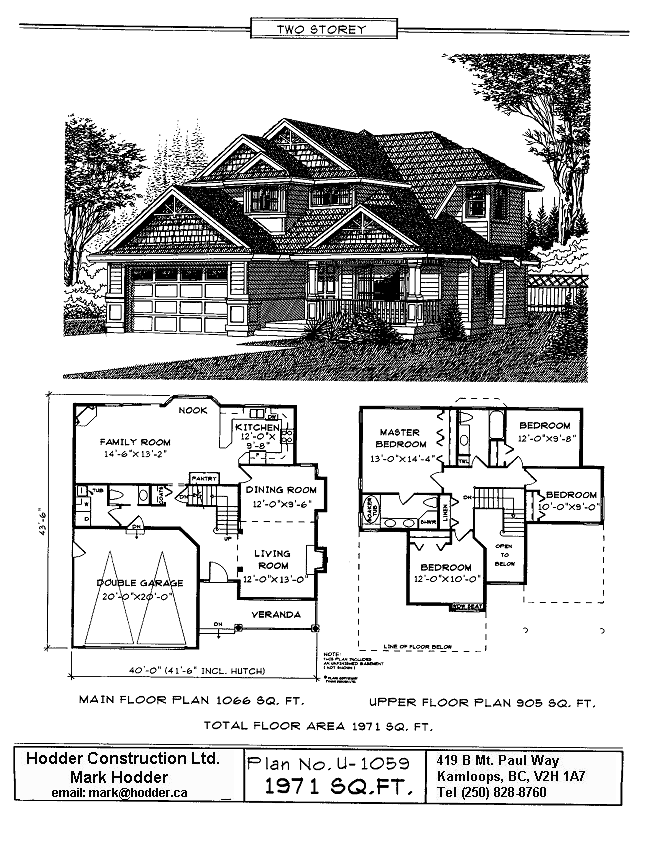 TWO STOREY
NOOK
KITCHEN
12'-0"X
9'-8"
DW
P
FAMILY ROOM
14'-6"X13'-2"
PANTRY
TUB
D
COATS
DN
UP
DN
DINING ROOM
12'-0"X9'-6"
LIVING
ROOM
12'-0"X13'-0"
DOUBLE GARAGE
20'-0"X20'-0"
VERANDA
DN
43'-6"
40'-0" (41'-6" INCL. HUTCH)
MASTER
BEDROOM
13'-0"X14'-4"
BEDROOM
12'-0"X9'-8"
BEDROOM
10'-0"X9'-0"
DN
SOAKER
TUB
LINEN
OPEN
TO
BELOW
BEDROOM
12'-0"X10'-0"
LINE OF FLOOR BELOW
NOTE:
THIS PLAN INCLUDES
AN UNFINISHED BASEMENT
( NOT SHOWN )
MAIN FLOOR PLAN 1066 SQ. FT.
UPPER FLOOR PLAN 905 SQ. FT.
TOTAL FLOOR AREA 1971 SQ. FT.
Hodder Construction Ltd.
Mark Hodder
email: mark@hodder.ca
Plan No. U-1059
1971 SQ.FT.
419 B Mt. Paul Way
Kamloops, BC, V2H 1A7
Tel (250) 828-8760